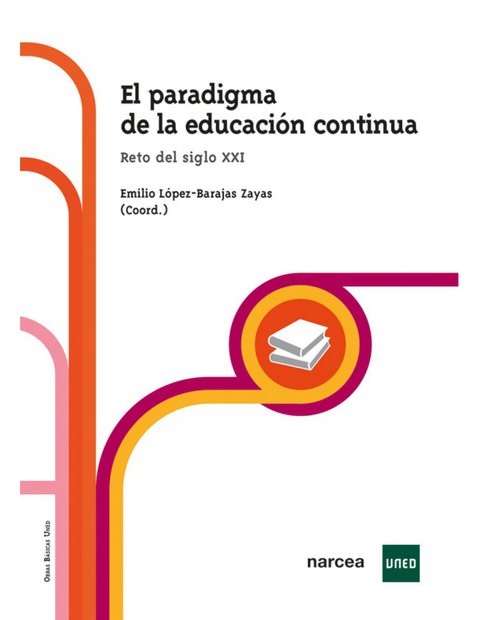 El paradigma
de la educación continua
Reto del siglo XXI
Emilio López-Barajas Zayas
(Coord.)
Obras Básicas Uned
narcea
UNED